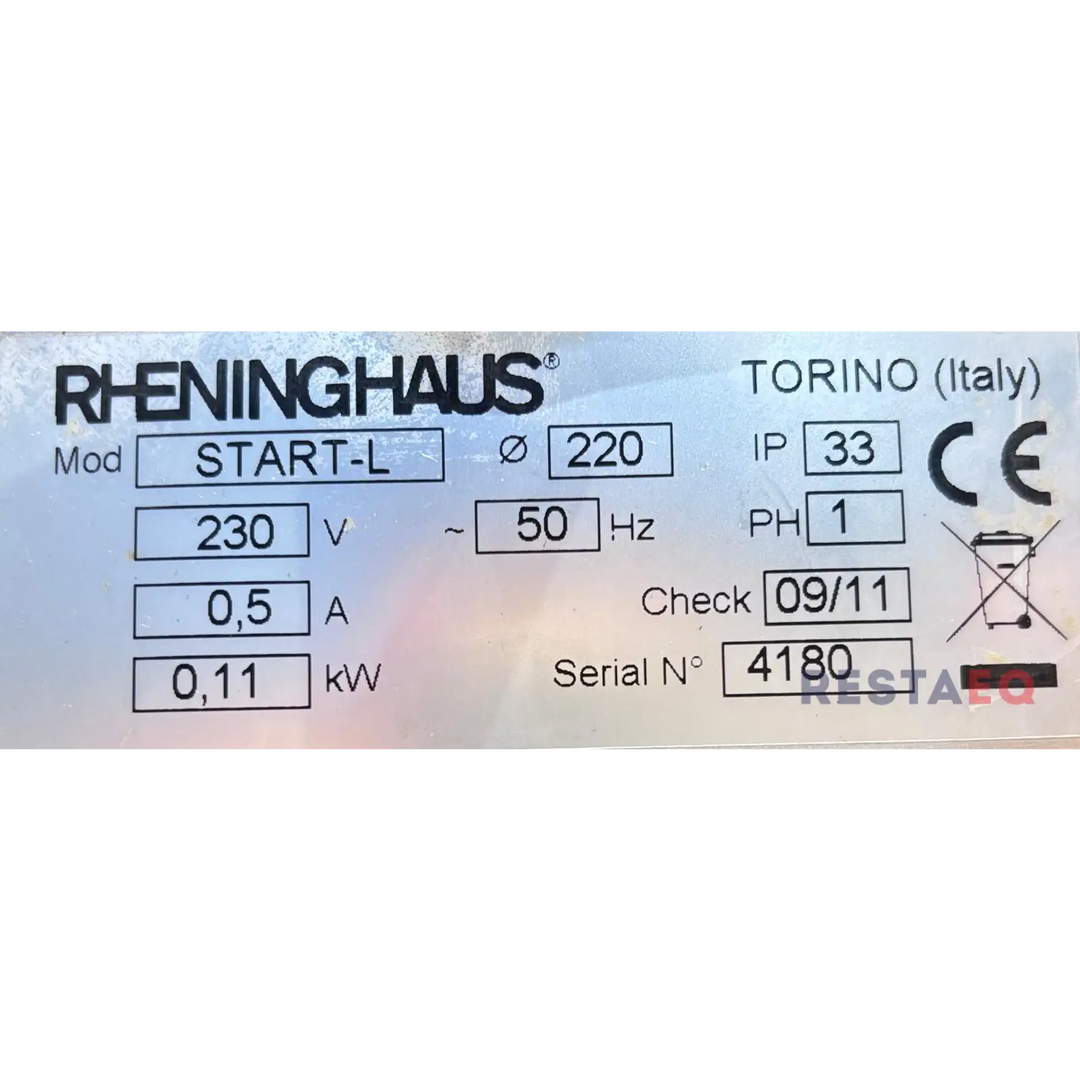 RHENINGHAUS® TORINO (Italy)
Mod START-L Ø 220 IP 33 CE
230 V ~ 50 Hz PH 1
0,5 A Check 09/11
0,11 kW Serial N° 4180
RESTAEQ